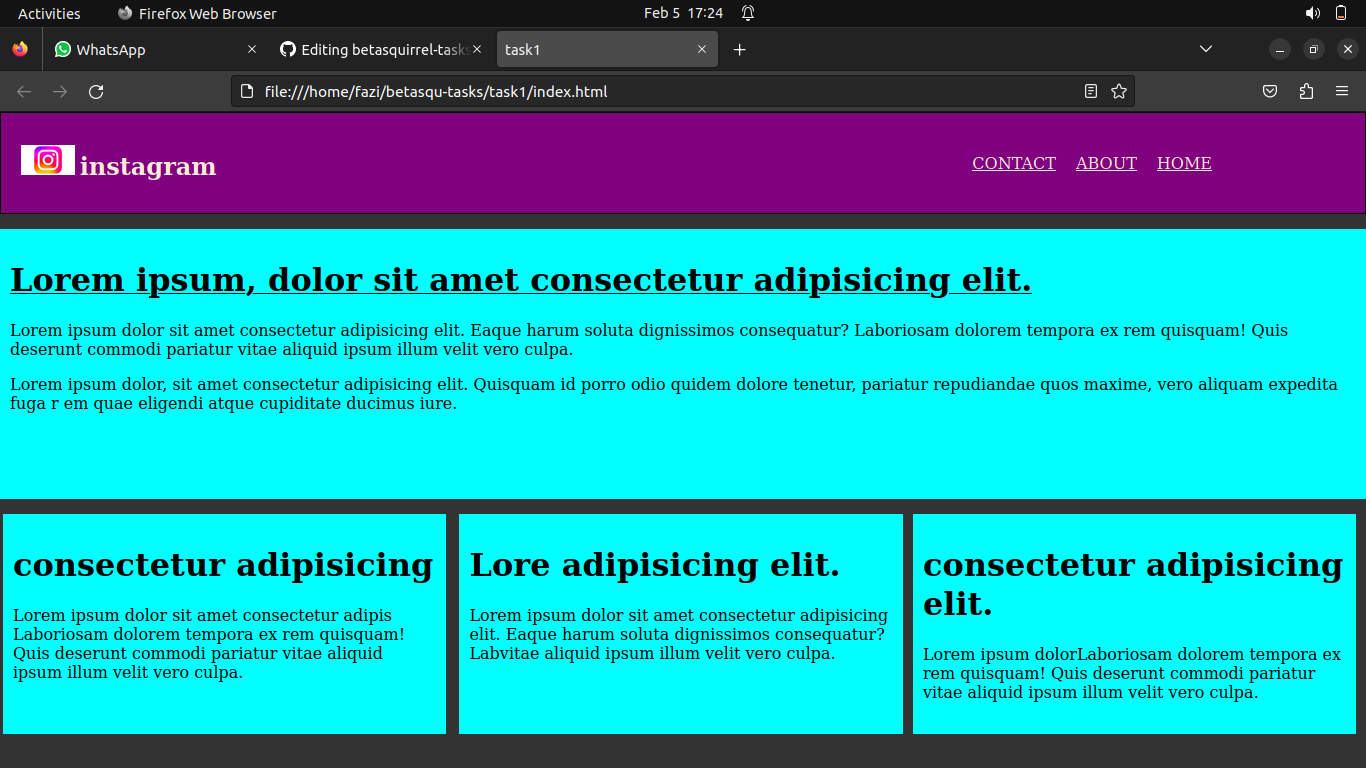 Activities Firefox Web Browser Feb 5 17:24
WhatsApp Editing betasquirrel-tasks task1
file:///home/fazi/betasqu-tasks/task1/index.html
instagram CONTACT ABOUT HOME
Lorem ipsum, dolor sit amet consectetur adipisicing elit.
Lorem ipsum dolor sit amet consectetur adipisicing elit. Eaque harum soluta dignissimos consequatur? Laboriosam dolorem tempora ex rem quisquam! Quis
deserunt commodi pariatur vitae aliquid ipsum illum velit vero culpa.
Lorem ipsum dolor, sit amet consectetur adipisicing elit. Quisquam id porro odio quidem dolore tenetur, pariatur repudiandae quos maxime, vero aliquam expedita
fuga r em quae eligendi atque cupiditate ducimus iure.
consectetur adipisicing
Lorem ipsum dolor sit amet consectetur adipis
Laboriosam dolorem tempora ex rem quisquam!
Quis deserunt commodi pariatur vitae aliquid
ipsum illum velit vero culpa.
Lore adipisicing elit.
Lorem ipsum dolor sit amet consectetur adipisicing
elit. Eaque harum soluta dignissimos consequatur?
Labvitae aliquid ipsum illum velit vero culpa.
consectetur adipisicing
elit.
Lorem ipsum dolorLaboriosam dolorem tempora ex
rem quisquam! Quis deserunt commodi pariatur
vitae aliquid ipsum illum velit vero culpa.